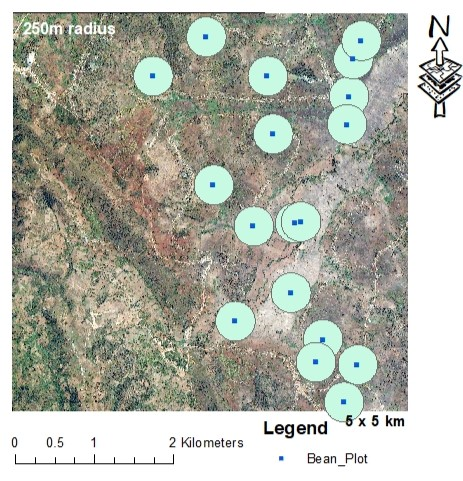 250m radius
N
5 x 5 km
0 0.5 1 2 Kilometers
Legend
Bean_Plot